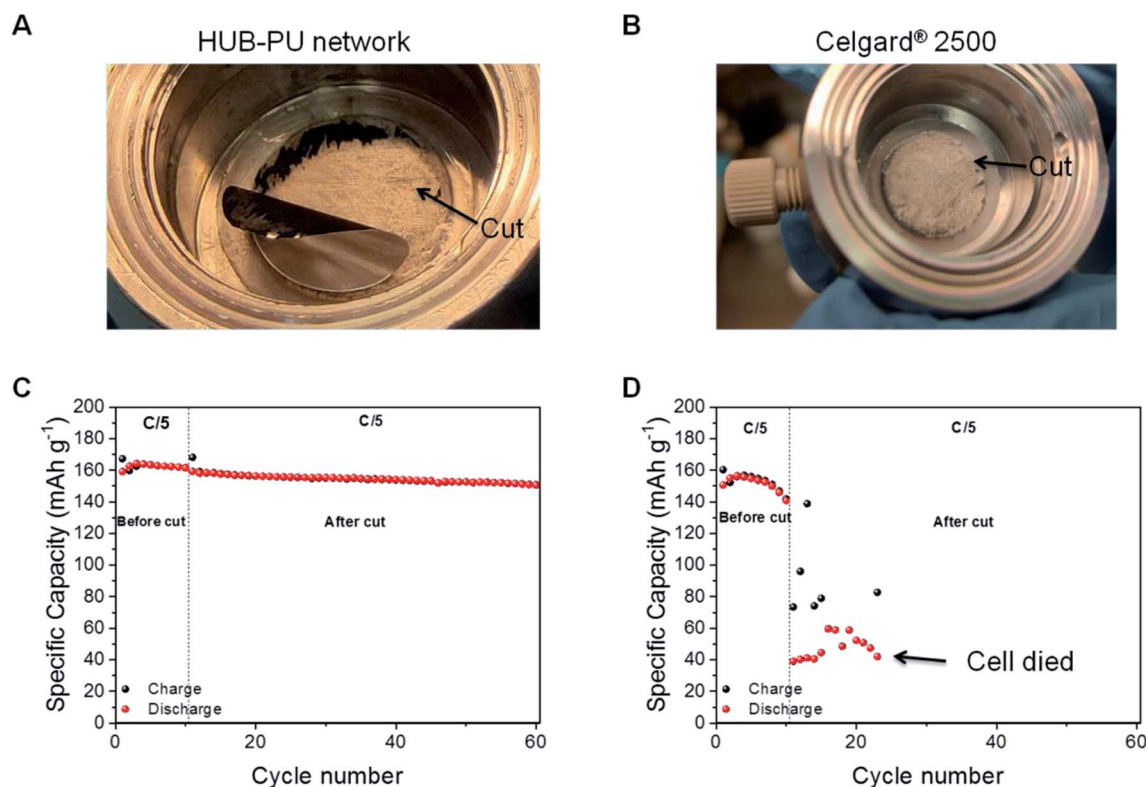 A
HUB-PU network
Cut
B
Celgard® 2500
Cut
C
Specific Capacity (mAh g⁻¹)
200
180
160
140
120
100
80
60
40
20
0
C/5
C/5
Before cut
After cut
Charge
Discharge
0
20
40
60
Cycle number
D
Specific Capacity (mAh g⁻¹)
200
180
160
140
120
100
80
60
40
20
0
C/5
C/5
Before cut
After cut
Cell died
Charge
Discharge
0
20
40
60
Cycle number